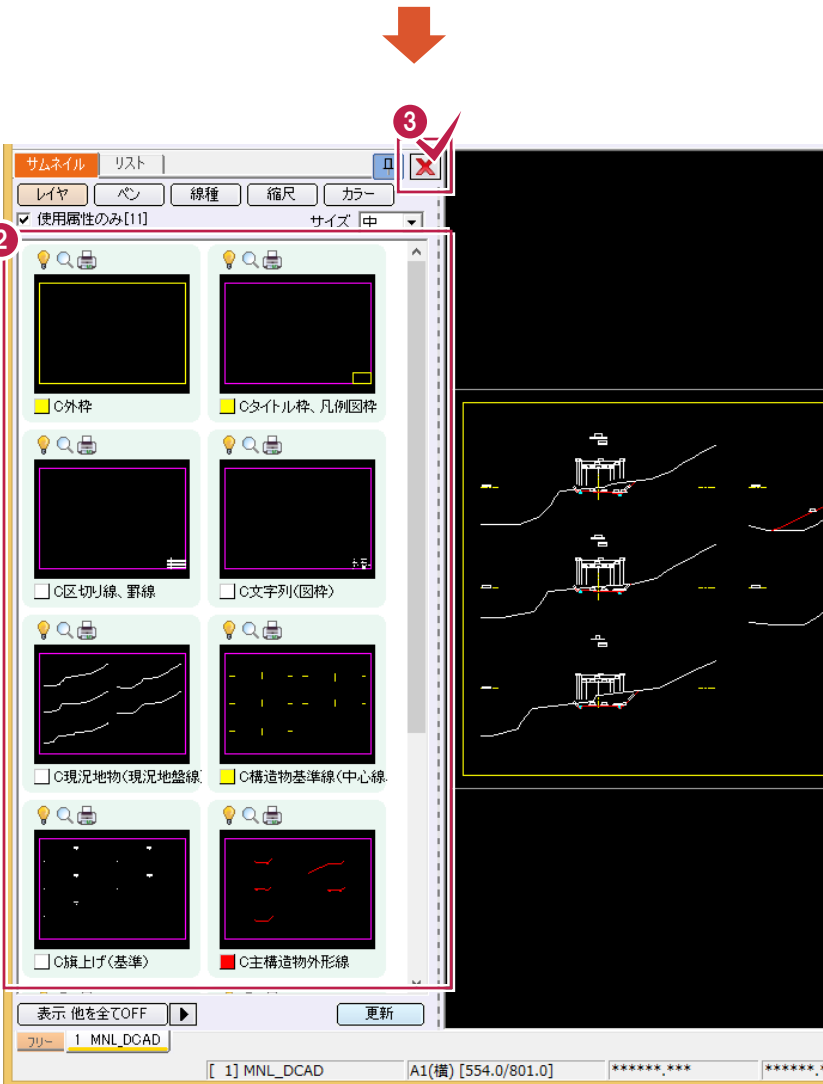 3
サムネイル リスト
レイヤ ペン 線種 縮尺 カラー
使用属性のみ[11] サイズ 中
2
C外枠 Cタイトル枠、凡例図枠
C区切り線、罫線 C文字列(図枠)
C現況地物(現況地盤線) C構造物基準線(中心線
C旗上げ(基準) C主構造物外形線
表示 他を全てOFF 更新
フリー 1 MNL_DCAD
[ 1] MNL_DCAD A1(横) [554.0/801.0] ******.*** ******.*